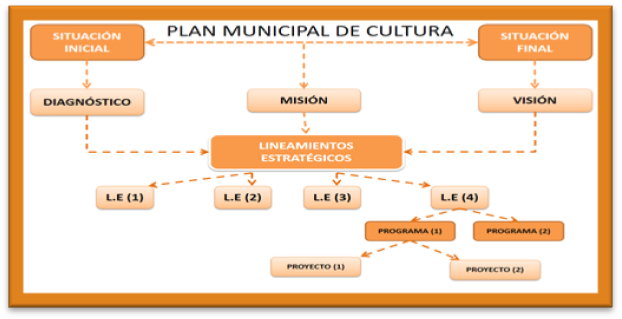 PLAN MUNICIPAL DE CULTURA
SITUACIÓN
INICIAL
SITUACIÓN
FINAL
DIAGNÓSTICO
MISIÓN
VISIÓN
LINEAMIENTOS
ESTRATÉGICOS
L.E (1)
L.E (2)
L.E (3)
L.E (4)
PROGRAMA (1)
PROGRAMA (2)
PROYECTO (1)
PROYECTO (2)